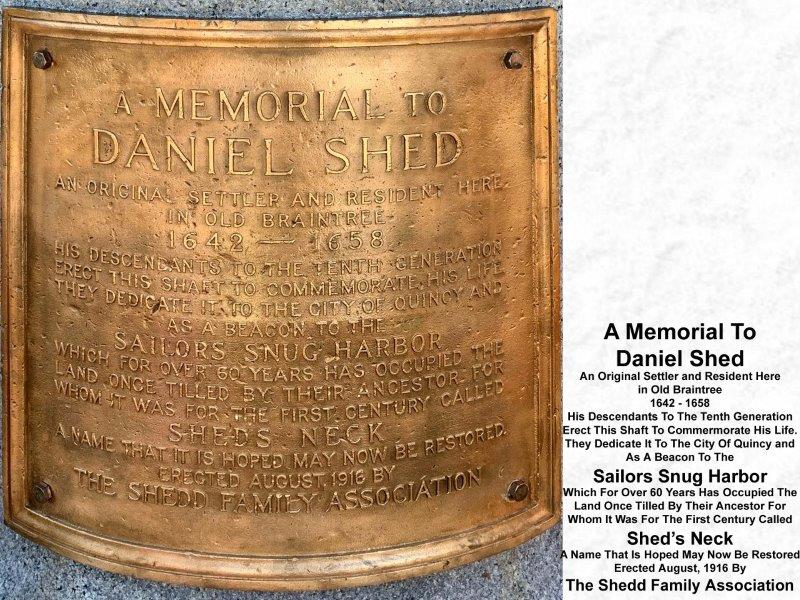 A MEMORIAL TO
DANIEL SHED
AN ORIGINAL SETTLER AND RESIDENT HERE
IN OLD BRAINTREE
1642 — 1658
HIS DESCENDANTS TO THE TENTH GENERATION
ERECT THIS SHAFT TO COMMEMORATE HIS LIFE
THEY DEDICATE IT TO THE CITY OF QUINCY AND
AS A BEACON TO THE
SAILORS SNUG HARBOR
WHICH FOR OVER 60 YEARS HAS OCCUPIED THE
LAND ONCE TILLED BY THEIR ANCESTOR FOR
WHOM IT WAS FOR THE FIRST CENTURY CALLED
SHED'S NECK
A NAME THAT IT IS HOPED MAY NOW BE RESTORED.
ERECTED AUGUST, 1916 BY
THE SHEDD FAMILY ASSOCIATION
A Memorial To
Daniel Shed
An Original Settler and Resident Here
in Old Braintree
1642 - 1658
His Descendants To The Tenth Generation
Erect This Shaft To Commermorate His Life.
They Dedicate It To The City Of Quincy and
As A Beacon To The
Sailors Snug Harbor
Which For Over 60 Years Has Occupied The
Land Once Tilled By Their Ancestor For
Whom It Was For The First Century Called
Shed's Neck
A Name That Is Hoped May Now Be Restored
Erected August, 1916 By
The Shedd Family Association